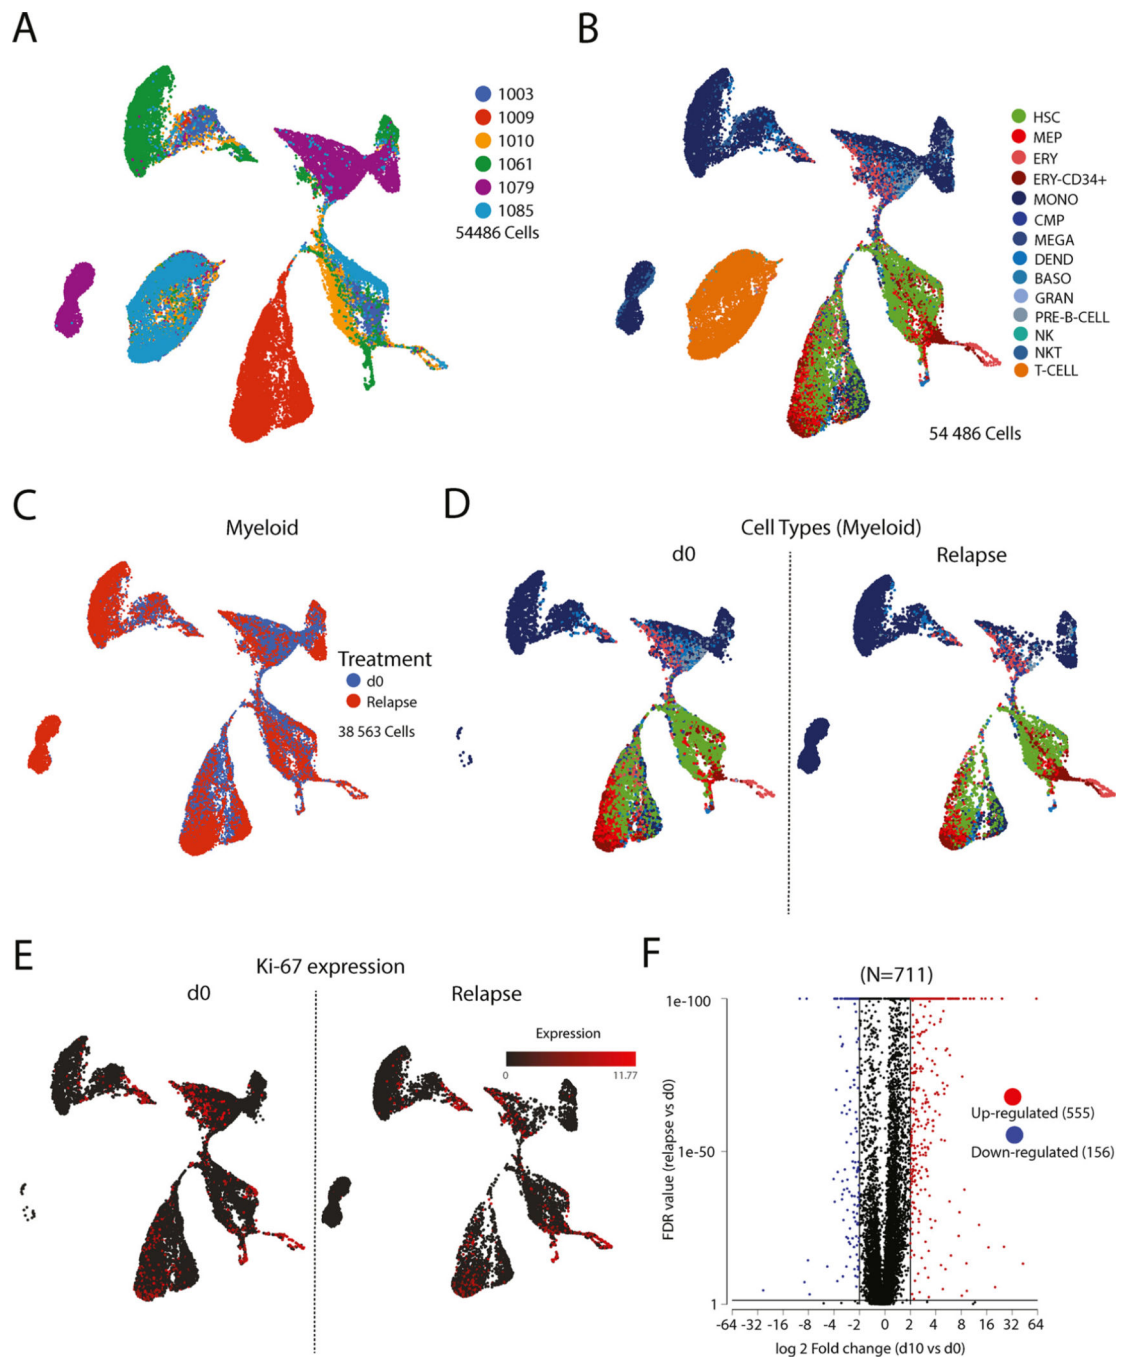 A
1003
1009
1010
1061
1079
1085
54486 Cells
B
HSC
MEP
ERY
ERY-CD34+
MONO
CMP
MEGA
DEND
BASO
GRAN
PRE-B-CELL
NK
NKT
T-CELL
54 486 Cells
C
Myeloid
Treatment
d0
Relapse
38 563 Cells
D
Cell Types (Myeloid)
d0
Relapse
E
Ki-67 expression
d0
Relapse
Expression
0
11.77
F
(N=711)
1e-100
1e-50
1
FDR value (relapse vs d0)
Up-regulated (555)
Down-regulated (156)
-64 -32 -16 -8 -4 -2 0 2 4 8 16 32 64
log 2 Fold change (d10 vs d0)